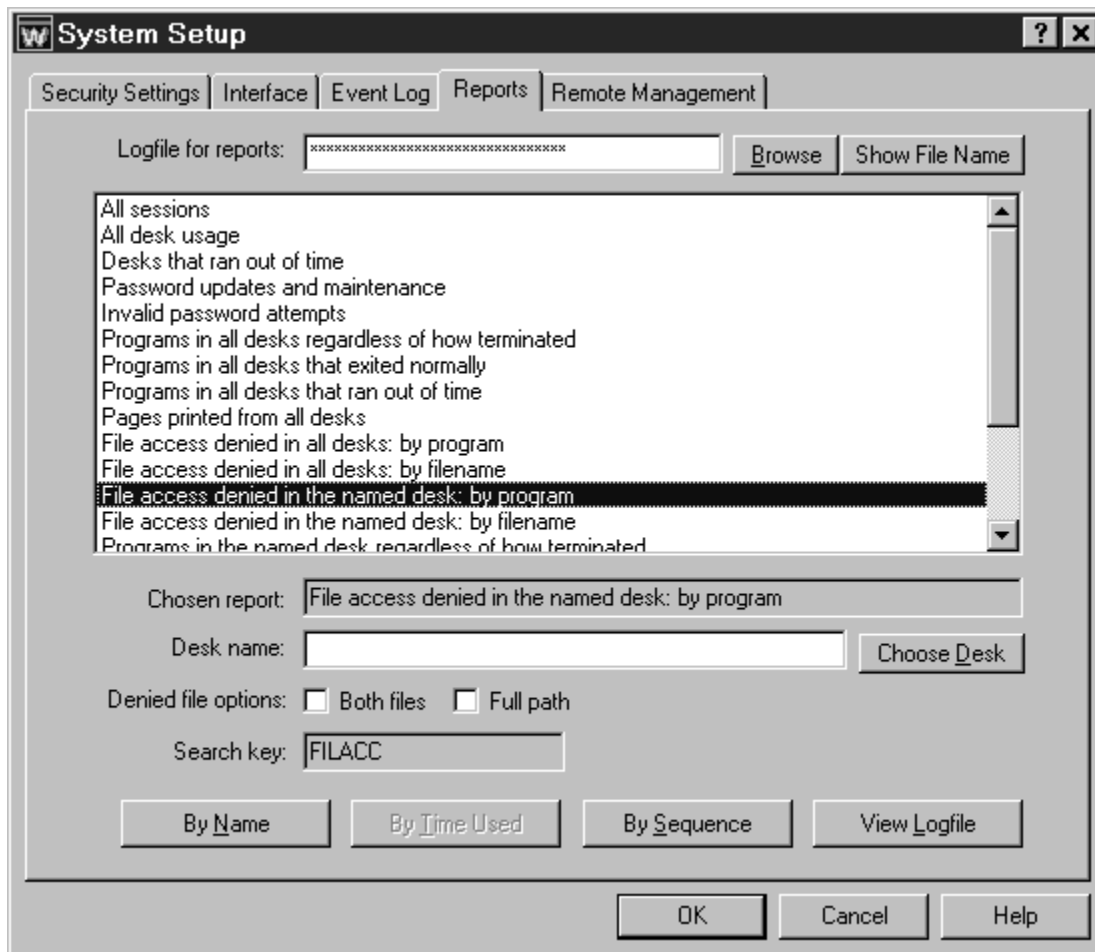 System Setup
? X
Security Settings Interface Event Log Reports Remote Management
Logfile for reports: ******************************** Browse Show File Name
All sessions
All desk usage
Desks that ran out of time
Password updates and maintenance
Invalid password attempts
Programs in all desks regardless of how terminated
Programs in all desks that exited normally
Programs in all desks that ran out of time
Pages printed from all desks
File access denied in all desks: by program
File access denied in all desks: by filename
File access denied in the named desk: by program
File access denied in the named desk: by filename
Programs in the named desk regardless of how terminated
Chosen report: File access denied in the named desk: by program
Desk name: Choose Desk
Denied file options: Both files Full path
Search key: FILACC
By Name By Time Used By Sequence View Logfile
OK Cancel Help